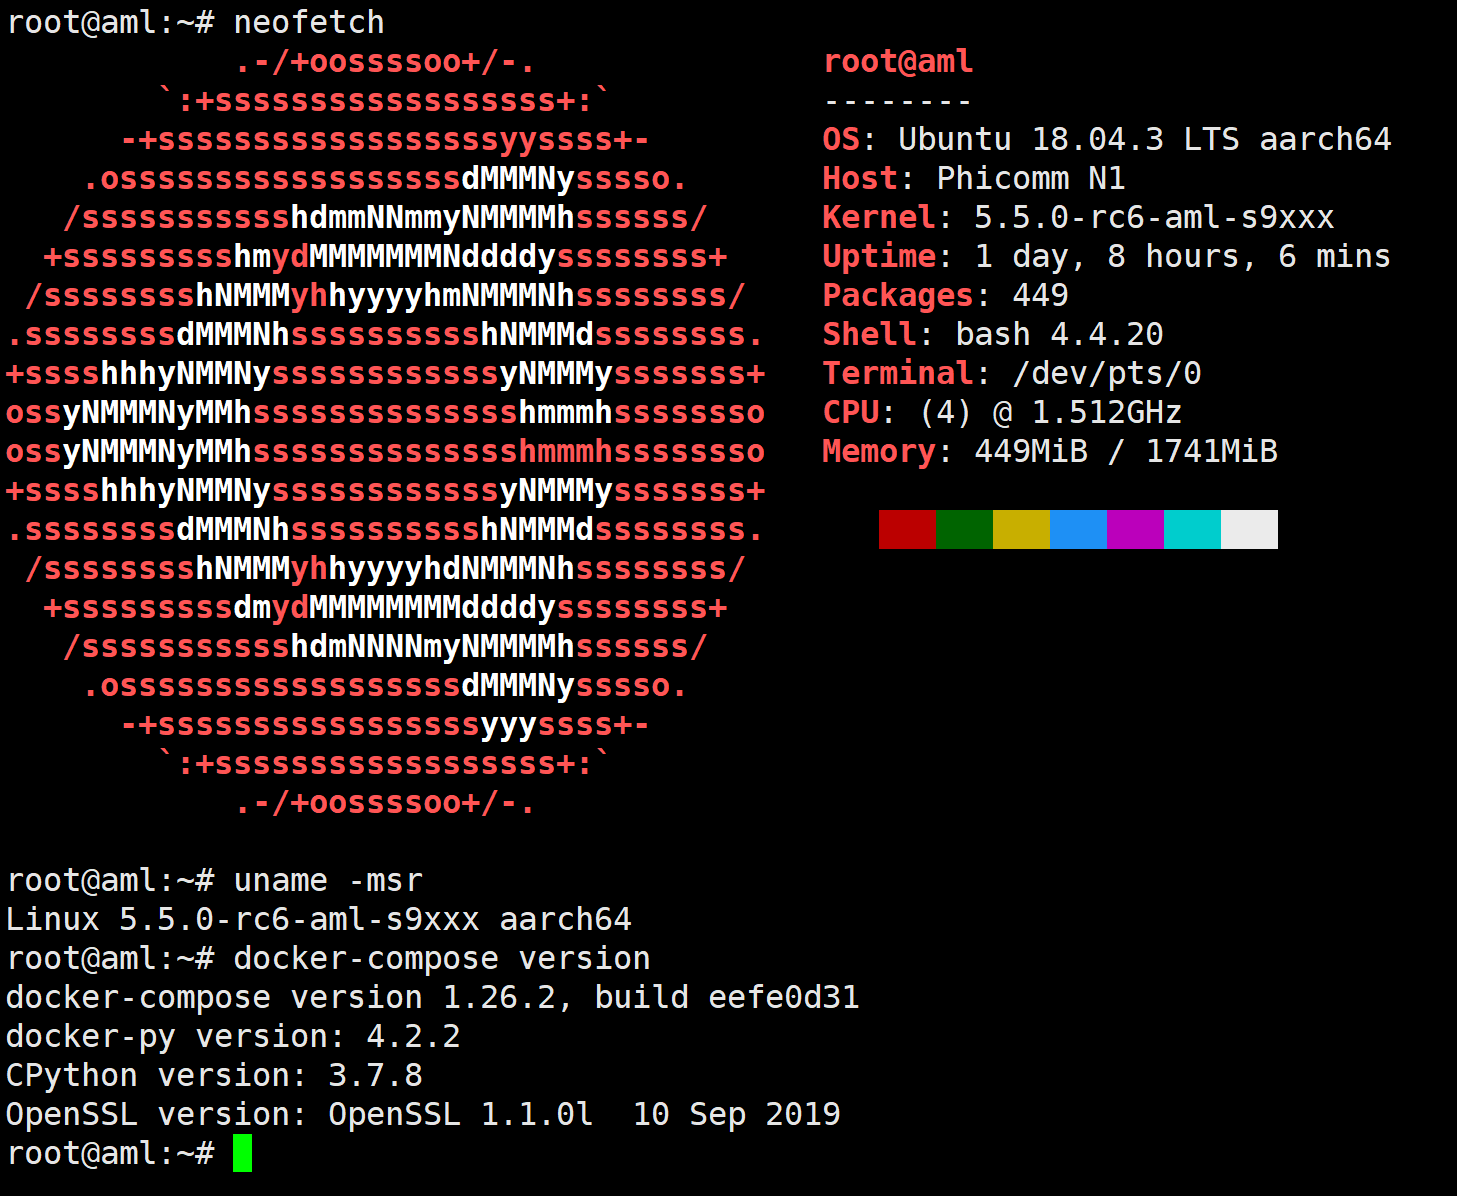 root@aml:~# neofetch
            .-/+oossssoo+/-.               root@aml
        `:+ssssssssssssssssss+:`           --------
      -+ssssssssssssssssssyyssss+-         OS: Ubuntu 18.04.3 LTS aarch64
    .ossssssssssssssssssdMMMNysssso.       Host: Phicomm N1
   /ssssssssssshdmmNNmmyNMMMMhssssss/      Kernel: 5.5.0-rc6-aml-s9xxx
  +ssssssssshmydMMMMMMMNddddyssssssss+     Uptime: 1 day, 8 hours, 6 mins
 /sssssssshNMMMyhhyyyyhmNMMMNhssssssss/    Packages: 449
.ssssssssdMMMNhsssssssssshNMMMdssssssss.   Shell: bash 4.4.20
+sssshhhyNMMNyssssssssssssyNMMMysssssss+   Terminal: /dev/pts/0
ossyNMMMNyMMhsssssssssssssshmmmhssssssso   CPU: (4) @ 1.512GHz
ossyNMMMNyMMhsssssssssssssshmmmhssssssso   Memory: 449MiB / 1741MiB
+sssshhhyNMMNyssssssssssssyNMMMysssssss+
.ssssssssdMMMNhsssssssssshNMMMdssssssss.
 /sssssssshNMMMyhhyyyyhdNMMMNhssssssss/
  +sssssssssdmydMMMMMMMMddddyssssssss+
   /ssssssssssshdmNNNNmyNMMMMhssssss/
    .ossssssssssssssssssdMMMNysssso.
      -+sssssssssssssssssyyyssss+-
        `:+ssssssssssssssssss+:`
            .-/+oossssoo+/-.
root@aml:~# uname -msr
Linux 5.5.0-rc6-aml-s9xxx aarch64
root@aml:~# docker-compose version
docker-compose version 1.26.2, build eefe0d31
docker-py version: 4.2.2
CPython version: 3.7.8
OpenSSL version: OpenSSL 1.1.0l  10 Sep 2019
root@aml:~#